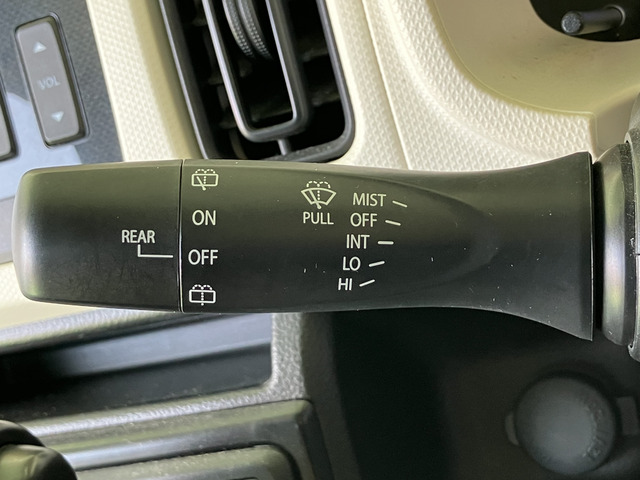 VOL
ON
REAR
OFF
PULL
MIST
OFF
INT
LO
HI